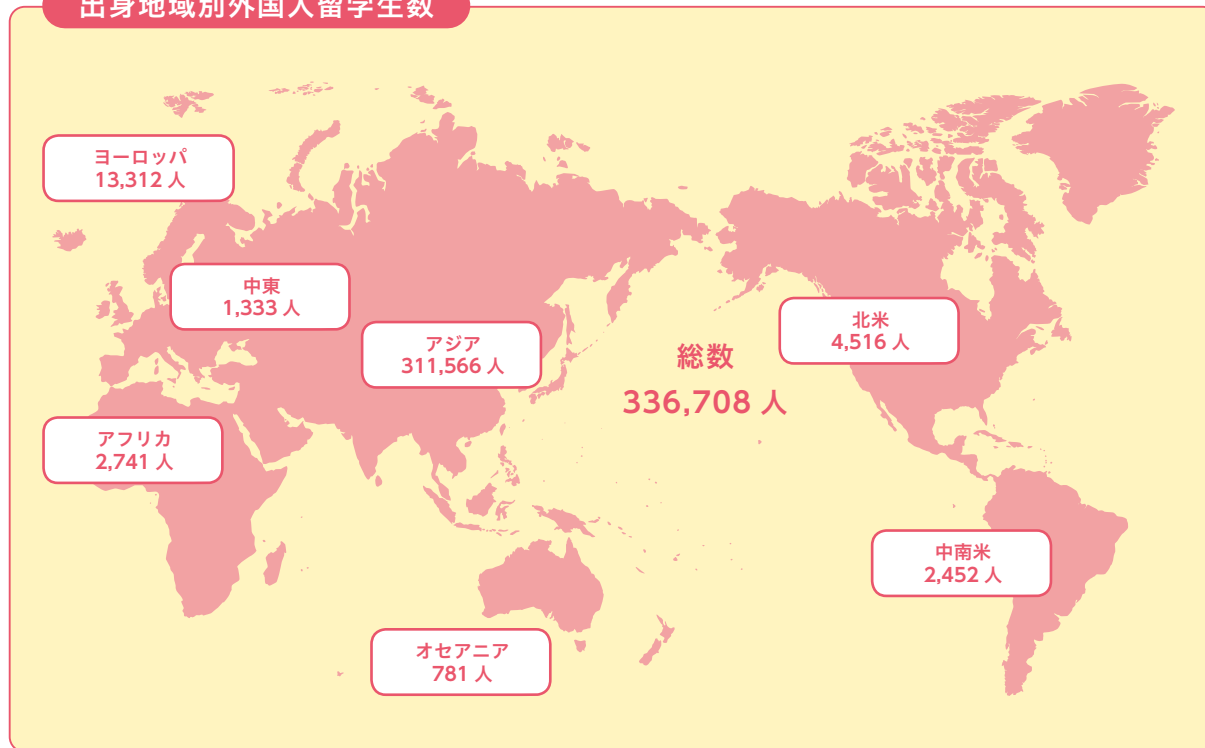 出身地域別外国人留学生数
ヨーロッパ
13,312 人
中東
1,333 人
アジア
311,566 人
北米
4,516 人
総数
336,708 人
アフリカ
2,741 人
中南米
2,452 人
オセアニア
781 人